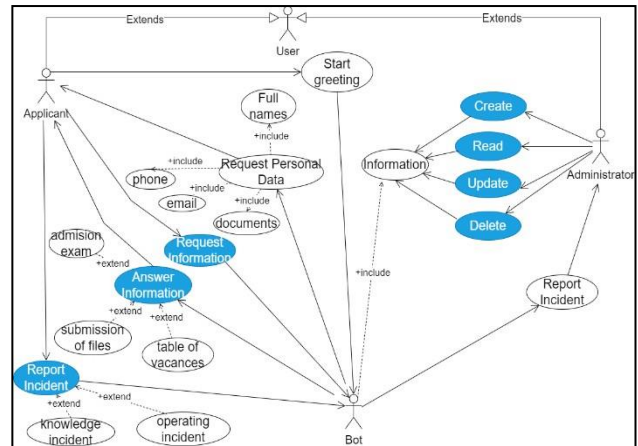 Extends
Extends
User
Start
greeting
Applicant
Full
names
Create
+include
Read
Information
Administrator
+include
Request Personal
Data
phone
+include
email
+include
documents
Update
Delete
admision
exam
Request
Information
+extend
Answer
Information
+include
Report
Incident
+extend
+extend
submission
of files
table of
vacances
Report
Incident
+extend
+extend
knowledge
incident
operating
incident
Bot